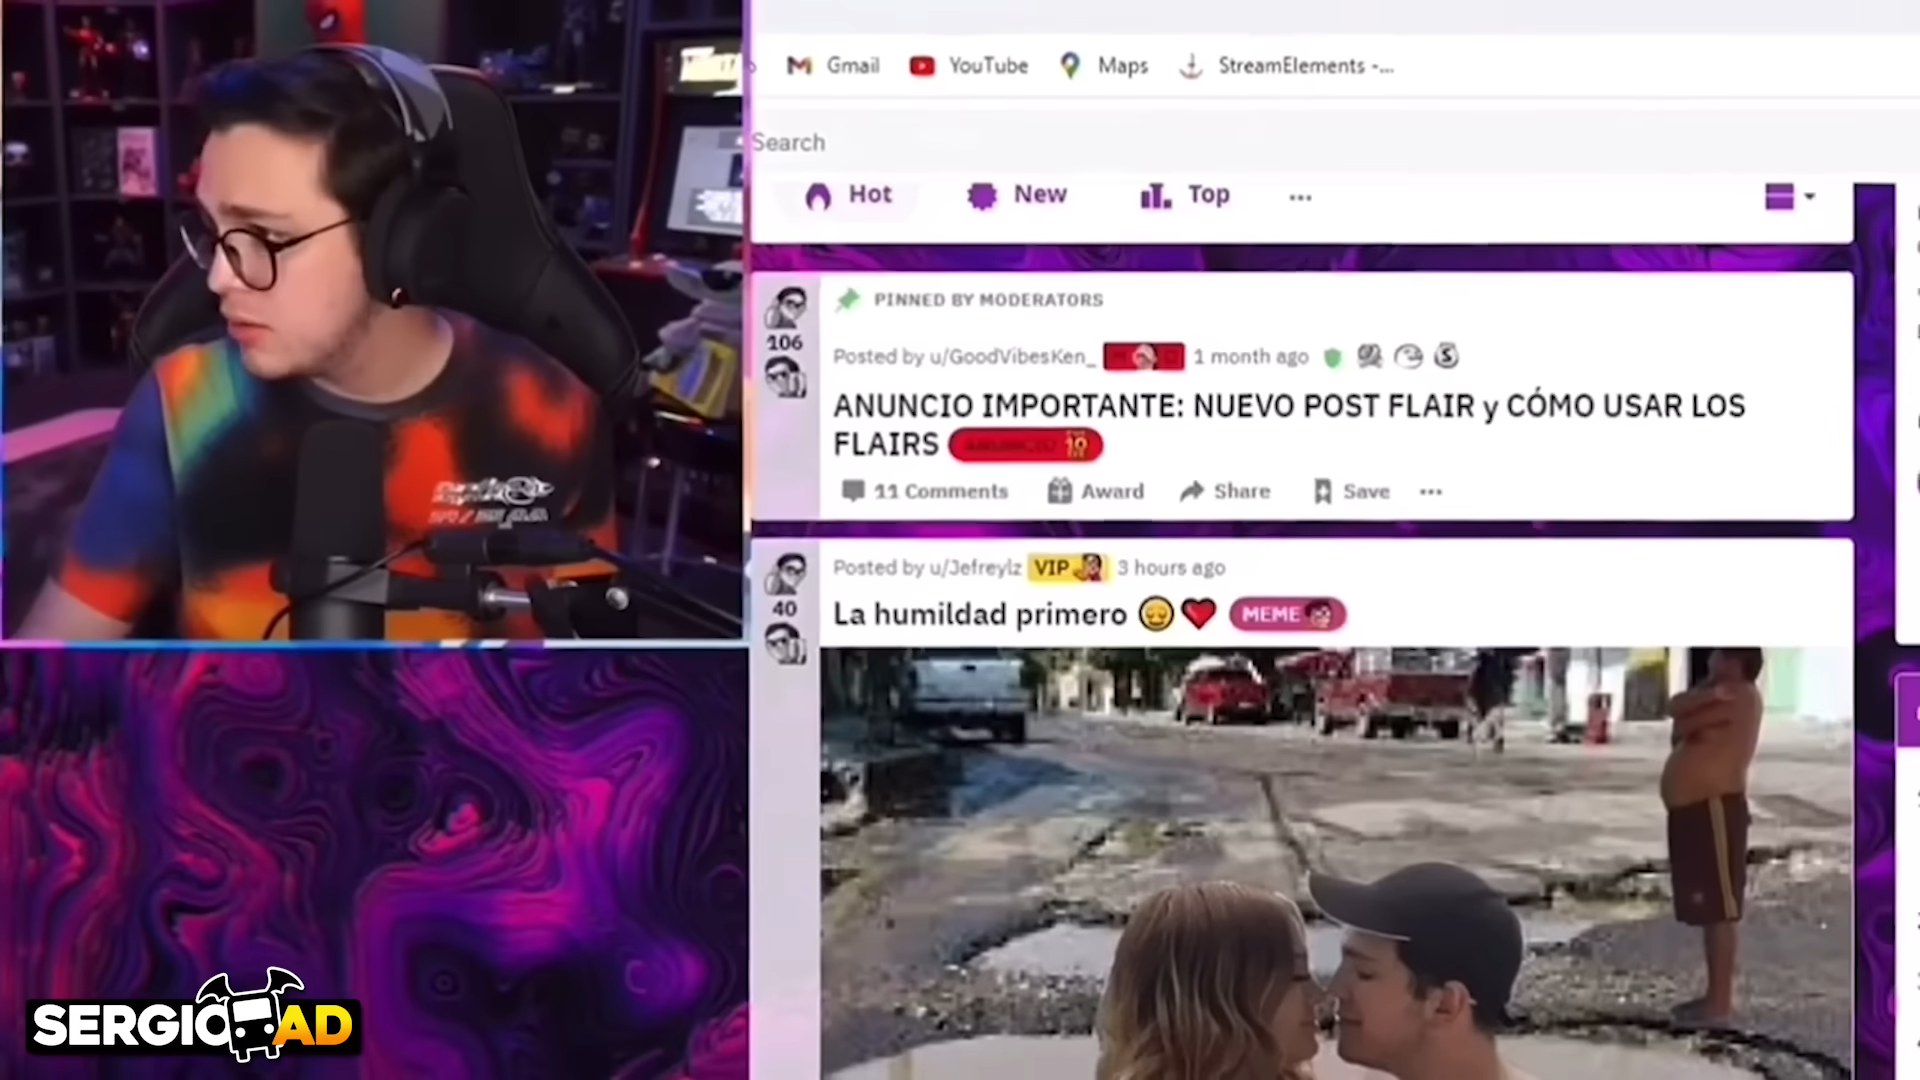 Gmail YouTube Maps StreamElements -...
Search
Hot New Top ...
PINNED BY MODERATORS
106
Posted by u/GoodVibesKen_ 1 month ago
ANUNCIO IMPORTANTE: NUEVO POST FLAIR y CÓMO USAR LOS
FLAIRS
11 Comments Award Share Save ...
Posted by u/Jefreylz VIP 3 hours ago
40
La humildad primero MEME
SERGIO AD